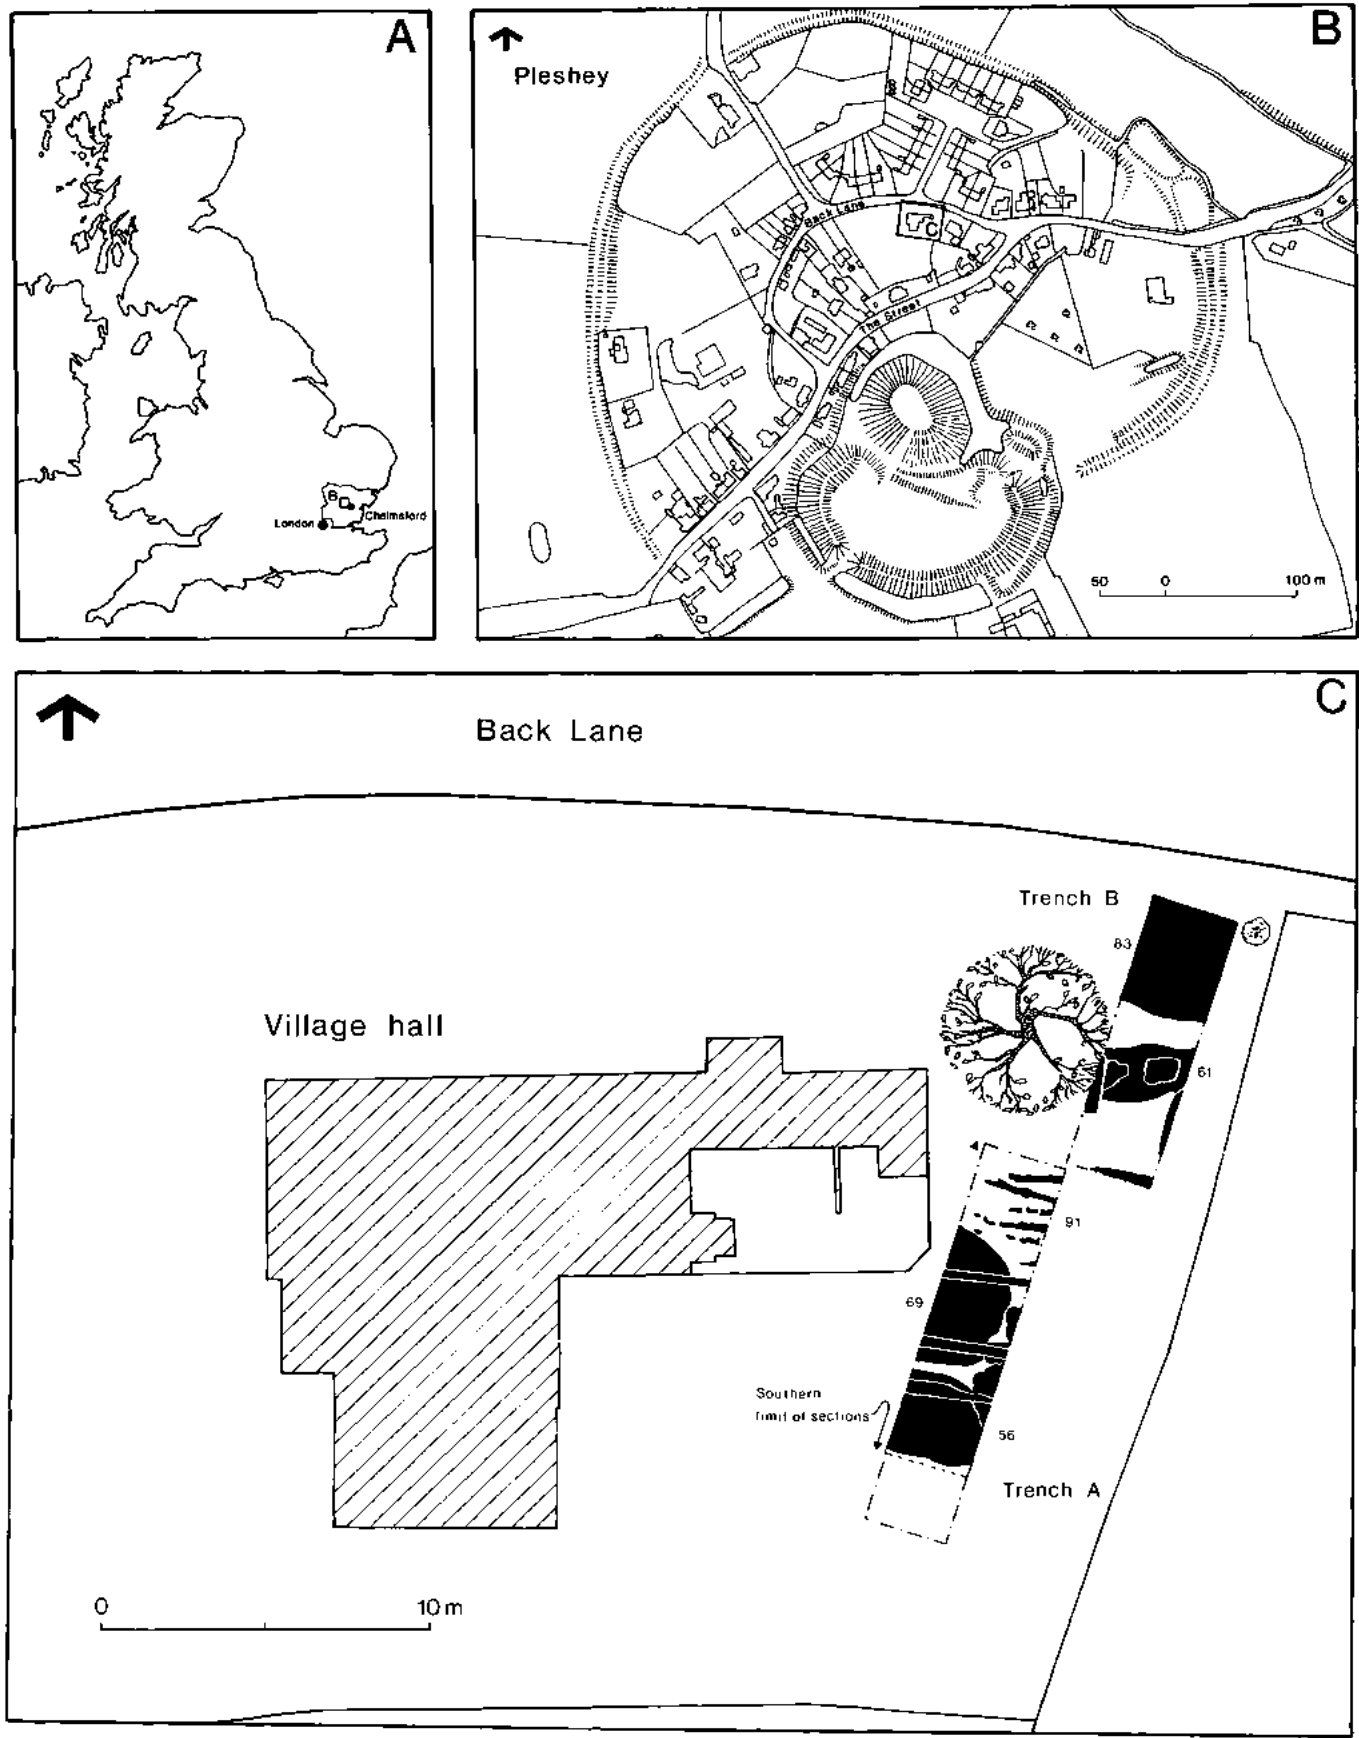 A
B
London
Chelmsford
B
Pleshey
Back Lane
C
The Street
50 0 100 m
C
Back Lane
Trench B
83
Village hall
61
91
69
Southern
limit of sections
56
Trench A
0 10 m